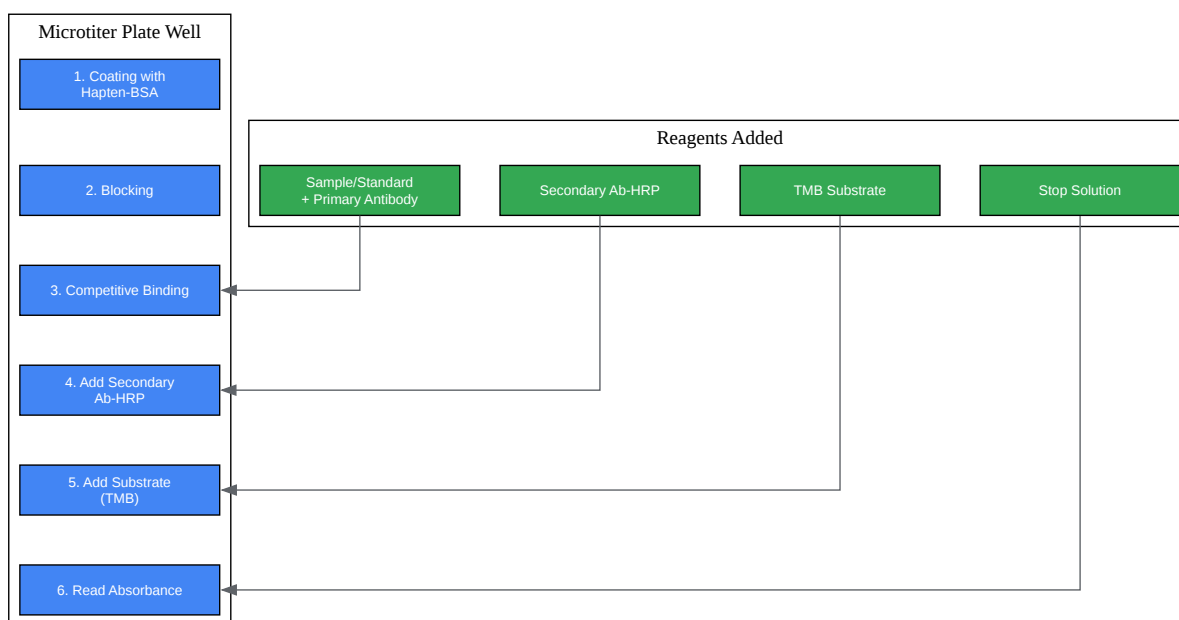 Microtiter Plate Well
1. Coating with
Hapten-BSA
2. Blocking
3. Competitive Binding
4. Add Secondary
Ab-HRP
5. Add Substrate
(TMB)
6. Read Absorbance
Reagents Added
Sample/Standard
+ Primary Antibody
Secondary Ab-HRP
TMB Substrate
Stop Solution